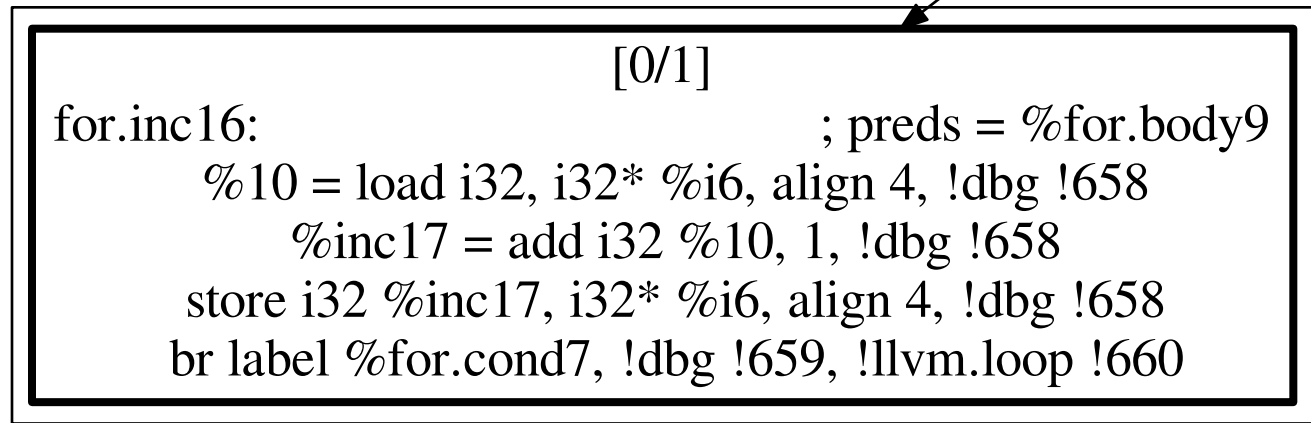 [0/1]
for.inc16: ; preds = %for.body9
%10 = load i32, i32* %i6, align 4, !dbg !658
%inc17 = add i32 %10, 1, !dbg !658
store i32 %inc17, i32* %i6, align 4, !dbg !658
br label %for.cond7, !dbg !659, !llvm.loop !660